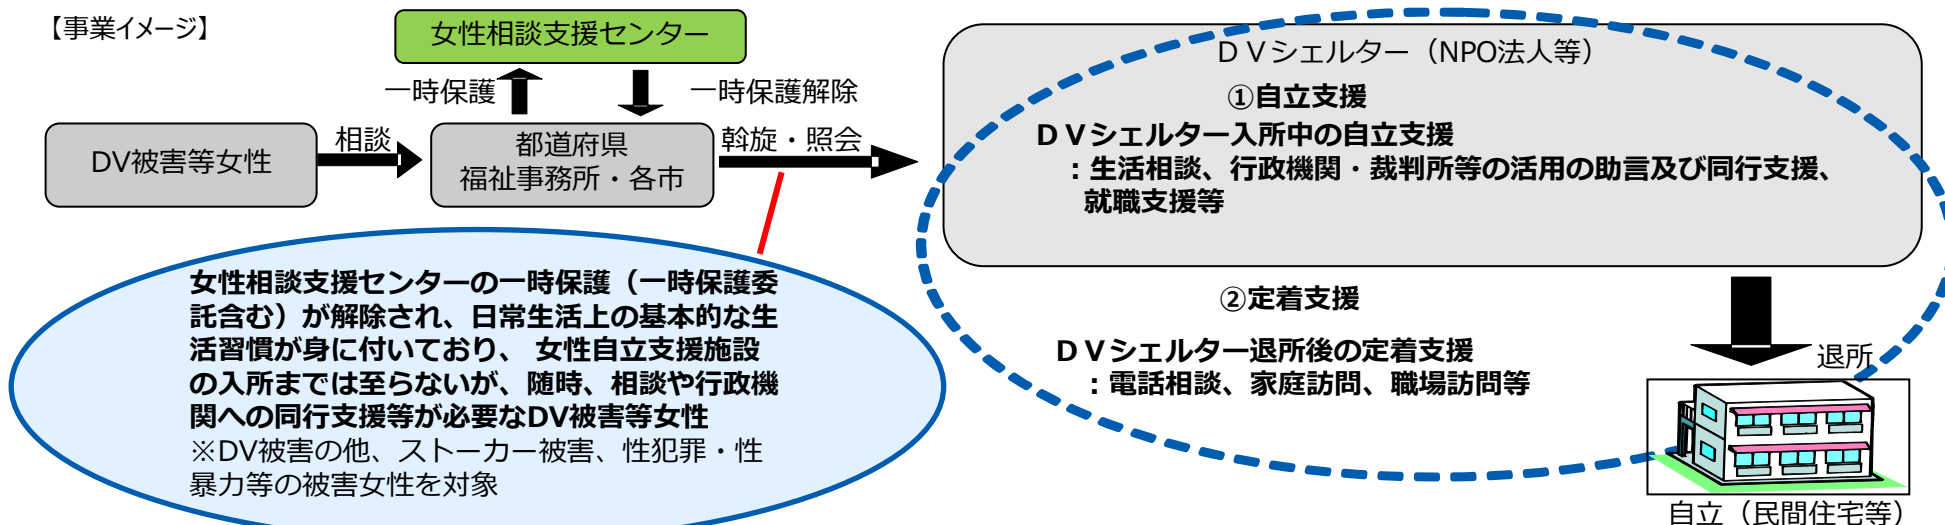 【事業イメージ】
女性相談支援センター
一時保護
一時保護解除
DV被害等女性
相談
都道府県
福祉事務所・各市
斡旋・照会
女性相談支援センターの一時保護（一時保護委
託含む）が解除され、日常生活上の基本的な生
活習慣が身に付いており、 女性自立支援施設
の入所までは至らないが、随時、相談や行政機
関への同行支援等が必要なDV被害等女性
※DV被害の他、ストーカー被害、性犯罪・性
暴力等の被害女性を対象
ＤＶシェルター（NPO法人等）
①自立支援
ＤＶシェルター入所中の自立支援
：生活相談、行政機関・裁判所等の活用の助言及び同行支援、
就職支援等
②定着支援
ＤＶシェルター退所後の定着支援
：電話相談、家庭訪問、職場訪問等
退所
自立（民間住宅等）